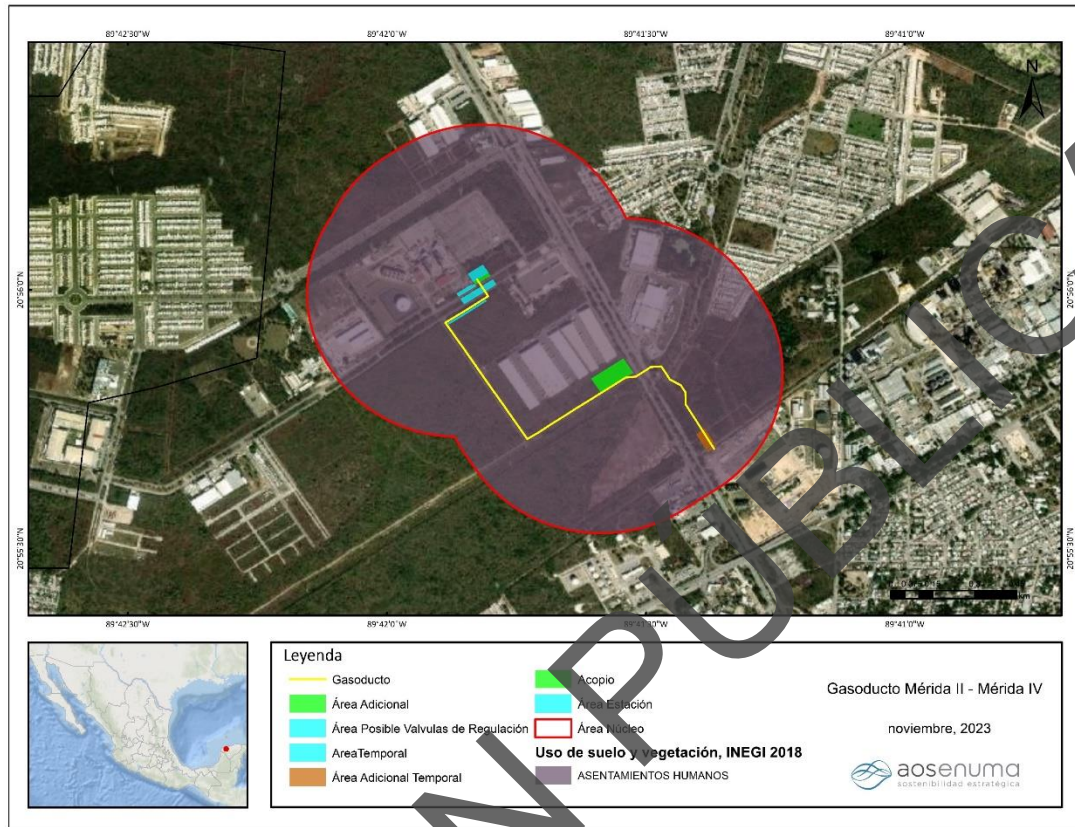 89°42'30"W
89°42'0"W
89°41'30"W
89°41'0"W
N
20°56'0"N
20°56'0"N
20°55'30"N
20°55'30"N
89°42'30"W
89°42'0"W
89°41'30"W
89°41'0"W
Leyenda
Gasoducto
Área Adicional
Área Posible Valvulas de Regulación
AreaTemporal
Área Adicional Temporal
Acopio
Área Estación
Área Núcleo
Uso de suelo y vegetación, INEGI 2018
ASENTAMIENTOS HUMANOS
Gasoducto Mérida II - Mérida IV
noviembre, 2023
aosenuma
sostenibilidad estratégica
N PUBLIC